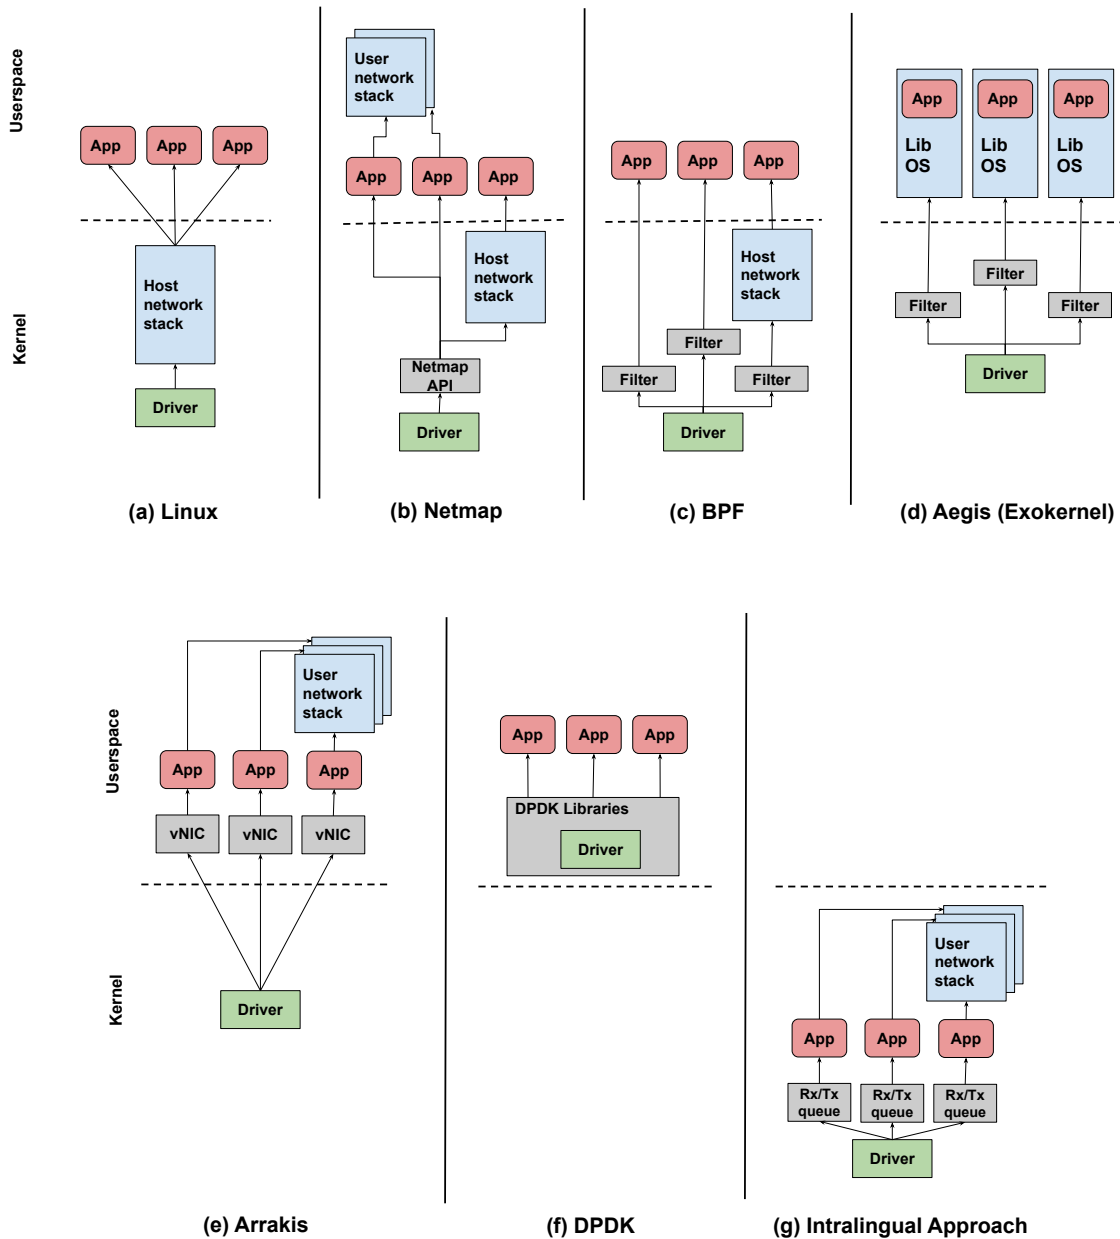 Userspace
Kernel
App
App
App
Host
network
stack
Driver
(a) Linux
User
network
stack
App
App
App
Host
network
stack
Netmap
API
Driver
(b) Netmap
App
App
App
Host
network
stack
Filter
Filter
Filter
Driver
(c) BPF
App
App
App
Lib
OS
Lib
OS
Lib
OS
Filter
Filter
Filter
Driver
(d) Aegis (Exokernel)
Userspace
Kernel
User
network
stack
App
App
App
vNIC
vNIC
vNIC
Driver
(e) Arrakis
App
App
App
DPDK Libraries
Driver
(f) DPDK
User
network
stack
App
App
App
Rx/Tx
queue
Rx/Tx
queue
Rx/Tx
queue
Driver
(g) Intralingual Approach